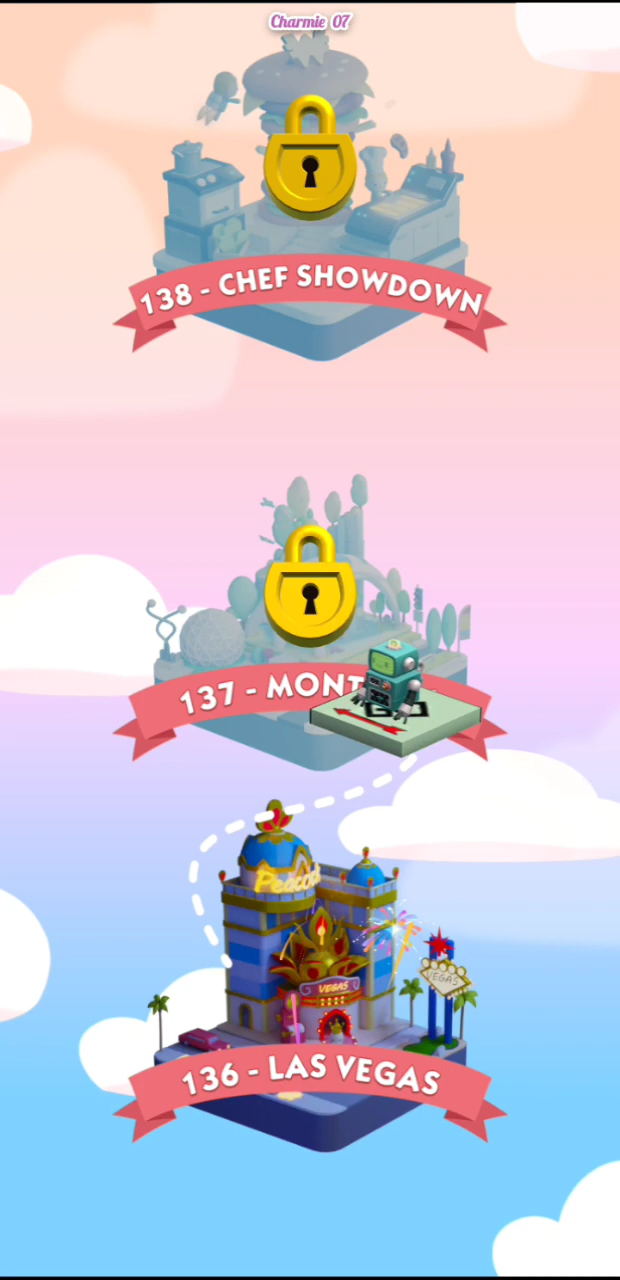 Charmie 07
138 - CHEF SHOWDOWN
137 - MONT
Peacock
VEGAS
VEGAS
136 - LAS VEGAS